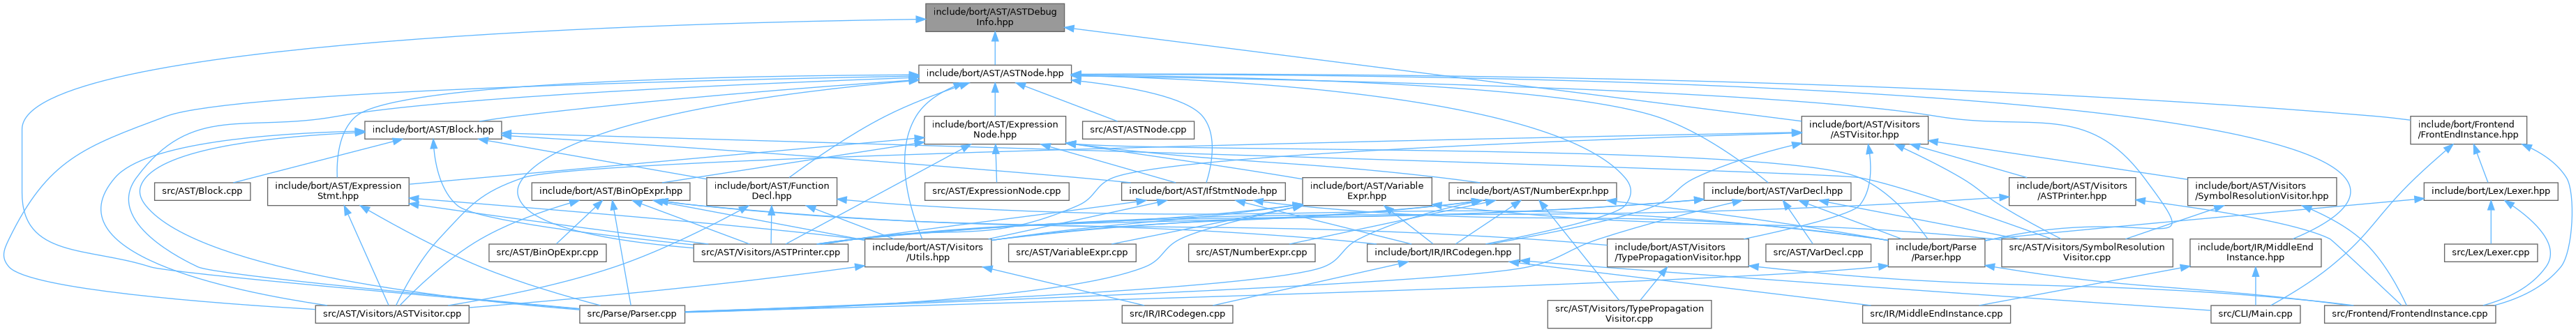 include/bort/AST/ASTDebug
Info.hpp
include/bort/AST/ASTNode.hpp
include/bort/AST/Block.hpp
include/bort/AST/Expression
Node.hpp
src/AST/ASTNode.cpp
include/bort/AST/Visitors
/ASTVisitor.hpp
include/bort/Frontend
/FrontEndInstance.hpp
src/AST/Block.cpp
include/bort/AST/Expression
Stmt.hpp
include/bort/AST/BinOpExpr.hpp
include/bort/AST/Function
Decl.hpp
src/AST/ExpressionNode.cpp
include/bort/AST/IfStmtNode.hpp
include/bort/AST/Variable
Expr.hpp
include/bort/AST/NumberExpr.hpp
include/bort/AST/VarDecl.hpp
include/bort/AST/Visitors
/ASTPrinter.hpp
include/bort/AST/Visitors
/SymbolResolutionVisitor.hpp
include/bort/Lex/Lexer.hpp
src/AST/BinOpExpr.cpp
src/AST/Visitors/ASTPrinter.cpp
include/bort/AST/Visitors
/Utils.hpp
src/AST/VariableExpr.cpp
src/AST/NumberExpr.cpp
include/bort/IR/IRCodegen.hpp
include/bort/AST/Visitors
/TypePropagationVisitor.hpp
src/AST/VarDecl.cpp
include/bort/Parse
/Parser.hpp
src/AST/Visitors/SymbolResolution
Visitor.cpp
include/bort/IR/MiddleEnd
Instance.hpp
src/Lex/Lexer.cpp
src/AST/Visitors/ASTVisitor.cpp
src/Parse/Parser.cpp
src/IR/IRCodegen.cpp
src/AST/Visitors/TypePropagation
Visitor.cpp
src/IR/MiddleEndInstance.cpp
src/CLI/Main.cpp
src/Frontend/FrontendInstance.cpp